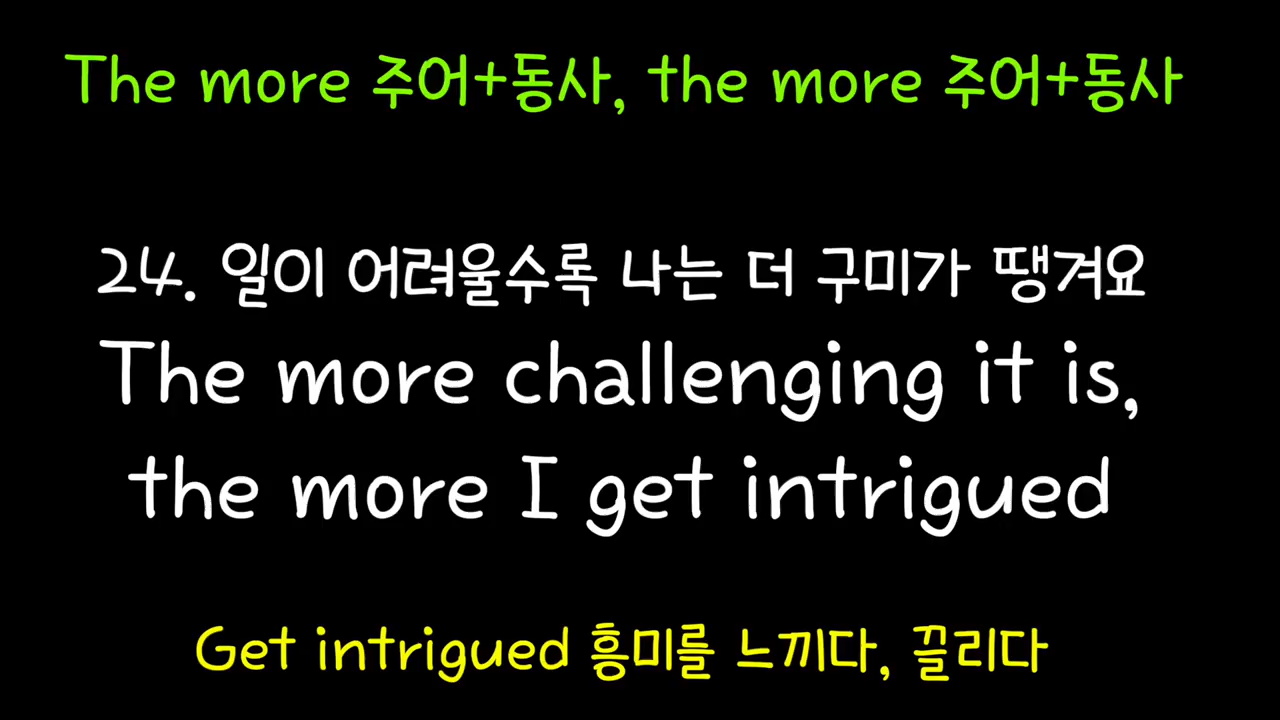 The more 주어+동사, the more 주어+동사
24. 일이 어려울수록 나는 더 구미가 땡겨요
The more challenging it is,
the more I get intrigued
Get intrigued 흥미를 느끼다, 끌리다